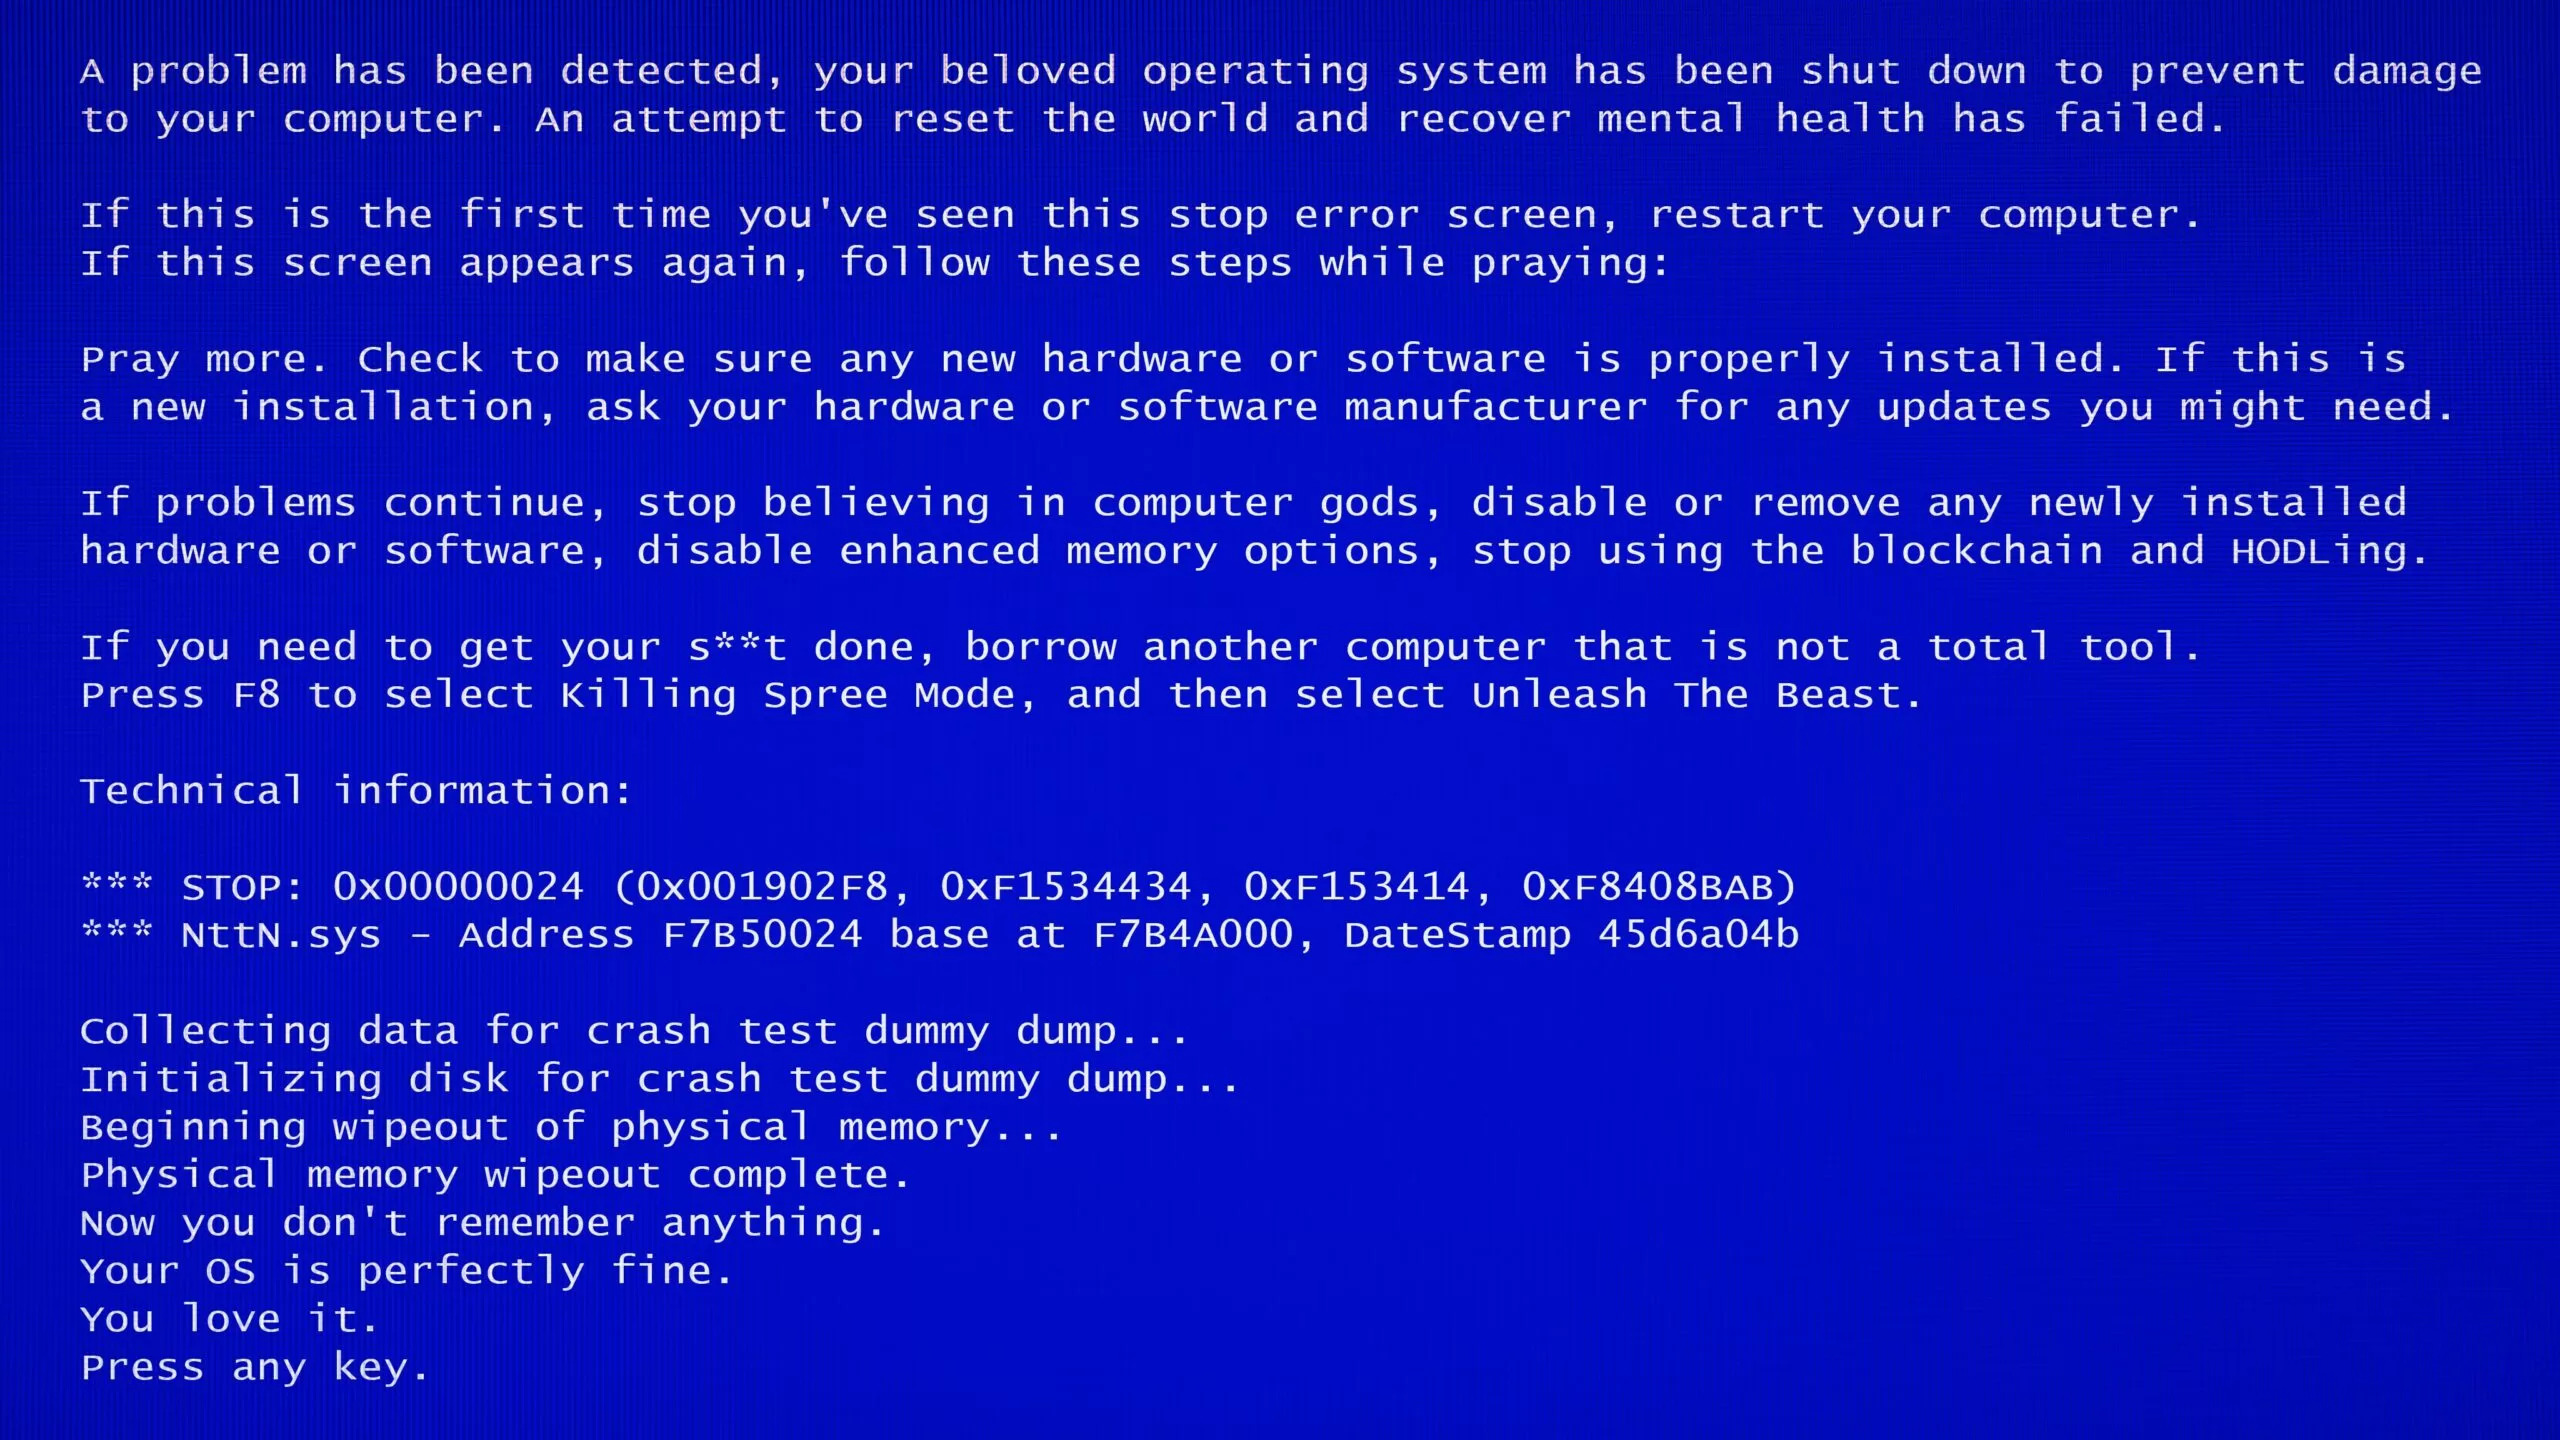 A problem has been detected, your beloved operating system has been shut down to prevent damage
to your computer. An attempt to reset the world and recover mental health has failed.
If this is the first time you've seen this stop error screen, restart your computer.
If this screen appears again, follow these steps while praying:
Pray more. Check to make sure any new hardware or software is properly installed. If this is
a new installation, ask your hardware or software manufacturer for any updates you might need.
If problems continue, stop believing in computer gods, disable or remove any newly installed
hardware or software, disable enhanced memory options, stop using the blockchain and HODLing.
If you need to get your s**t done, borrow another computer that is not a total tool.
Press F8 to select Killing Spree Mode, and then select Unleash The Beast.
Technical information:
*** STOP: 0x00000024 (0x001902F8, 0xF1534434, 0xF153414, 0xF8408BAB)
*** NttN.sys – Address F7B50024 base at F7B4A000, DateStamp 45d6a04b
Collecting data for crash test dummy dump...
Initializing disk for crash test dummy dump...
Beginning wipeout of physical memory...
Physical memory wipeout complete.
Now you don't remember anything.
Your OS is perfectly fine.
You love it.
Press any key.